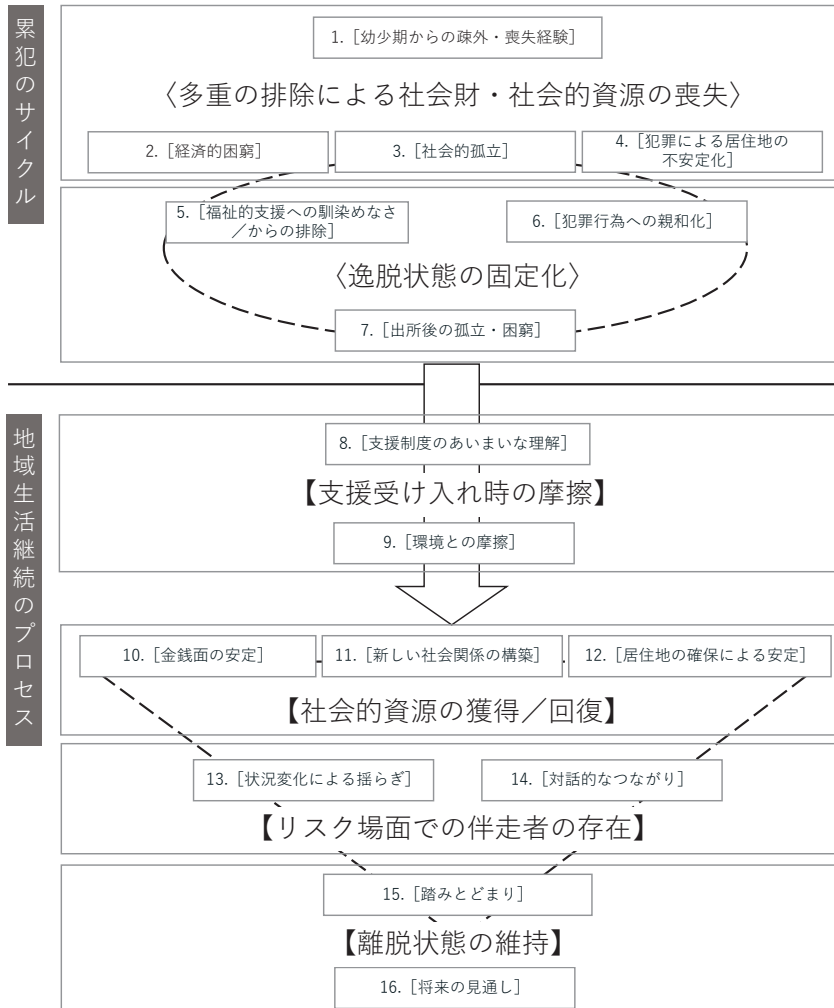 累犯のサイクル
1.［幼少期からの疎外・喪失経験］
〈多重の排除による社会財・社会的資源の喪失〉
2.［経済的困窮］
3.［社会的孤立］
4.［犯罪による居住地の
不安定化］
5.［福祉的支援への馴染めなさ
／からの排除］
6.［犯罪行為への親和化］
〈逸脱状態の固定化〉
7.［出所後の孤立・困窮］
地域生活継続のプロセス
8.［支援制度のあいまいな理解］
【支援受け入れ時の摩擦】
9.［環境との摩擦］
10.［金銭面の安定］
11.［新しい社会関係の構築］
12.［居住地の確保による安定］
【社会的資源の獲得／回復】
13.［状況変化による揺らぎ］
14.［対話的なつながり］
【リスク場面での伴走者の存在】
15.［踏みとどまり］
【離脱状態の維持】
16.［将来の見通し］